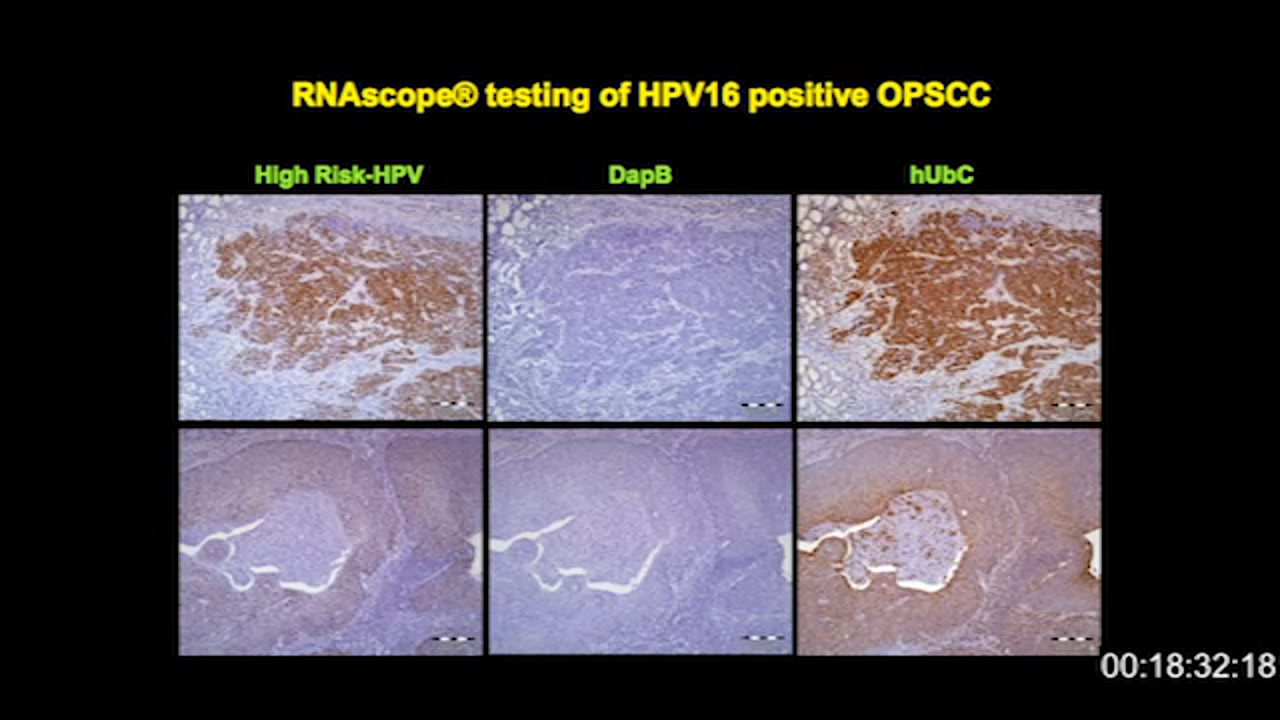 RNAscope® testing of HPV16 positive OPSCC
High Risk-HPV DapB hUbC
00:18:32:18